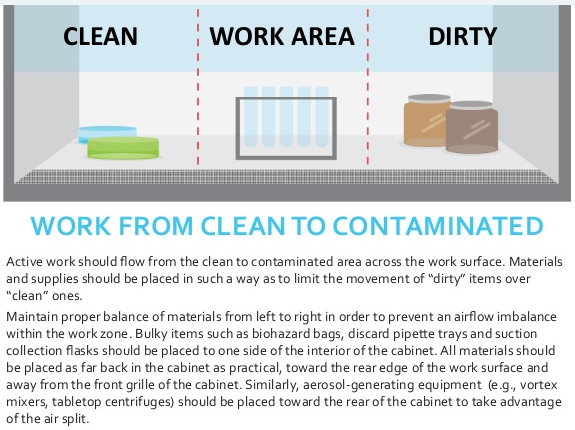 CLEAN WORK AREA DIRTY
WORK FROM CLEAN TO CONTAMINATED
Active work should flow from the clean to contaminated area across the work surface. Materials
and supplies should be placed in such a way as to limit the movement of “dirty” items over
“clean” ones.
Maintain proper balance of materials from left to right in order to prevent an airflow imbalance
within the work zone. Bulky items such as biohazard bags, discard pipette trays and suction
collection flasks should be placed to one side of the interior of the cabinet. All materials should
be placed as far back in the cabinet as practical, toward the rear edge of the work surface and
away from the front grille of the cabinet. Similarly, aerosol-generating equipment (e.g., vortex
mixers, tabletop centrifuges) should be placed toward the rear of the cabinet to take advantage
of the air split.